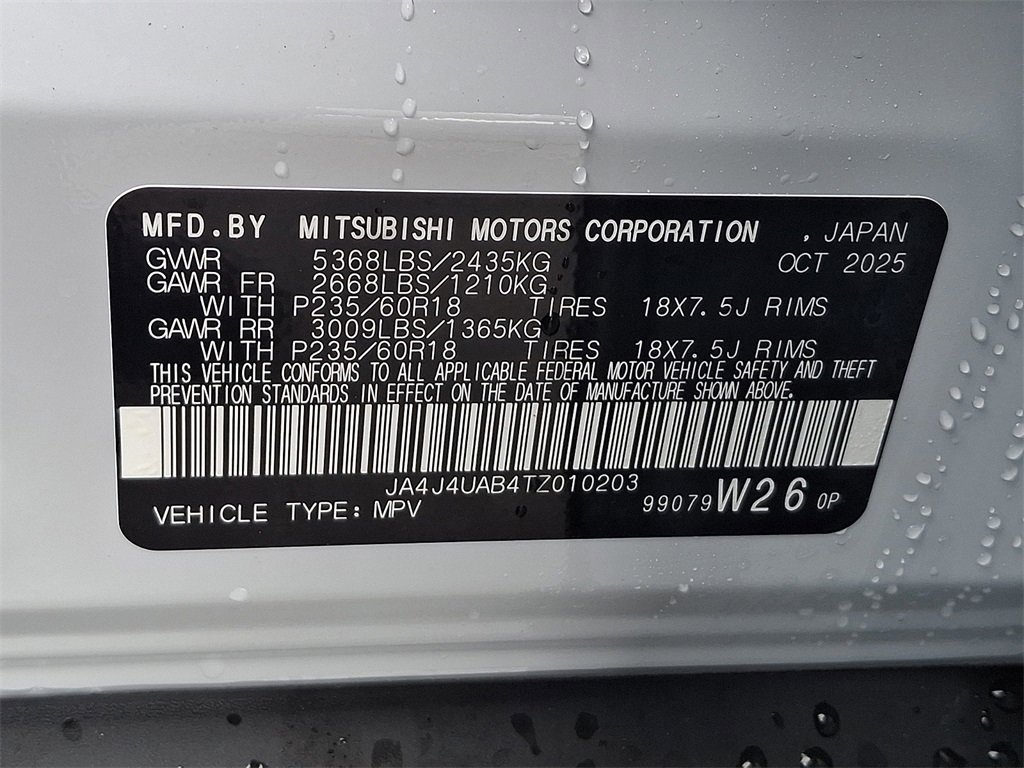 MFD.BY MITSUBISHI MOTORS CORPORATION , JAPAN
GVWR 5368LBS/2435KG OCT 2025
GAWR FR 2668LBS/1210KG
WITH P235/60R18 TIRES 18X7.5J RIMS
GAWR RR 3009LBS/1365KG
WITH P235/60R18 TIRES 18X7.5J RIMS
THIS VEHICLE CONFORMS TO ALL APPLICABLE FEDERAL MOTOR VEHICLE SAFETY AND THEFT
PREVENTION STANDARDS IN EFFECT ON THE DATE OF MANUFACTURE SHOWN ABOVE.
JA4J4UAB4TZ010203
VEHICLE TYPE: MPV 99079 W26 0P